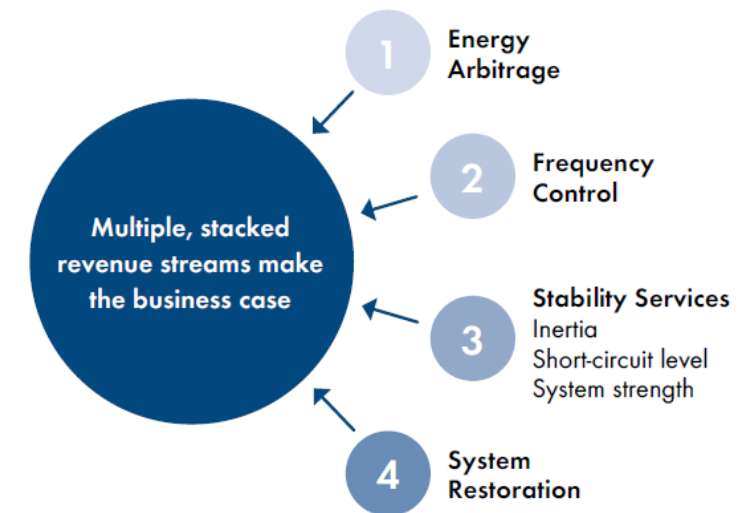 1
Energy
Arbitrage
2
Frequency
Control
Multiple, stacked
revenue streams make
the business case
3
Stability Services
Inertia
Short-circuit level
System strength
4
System
Restoration